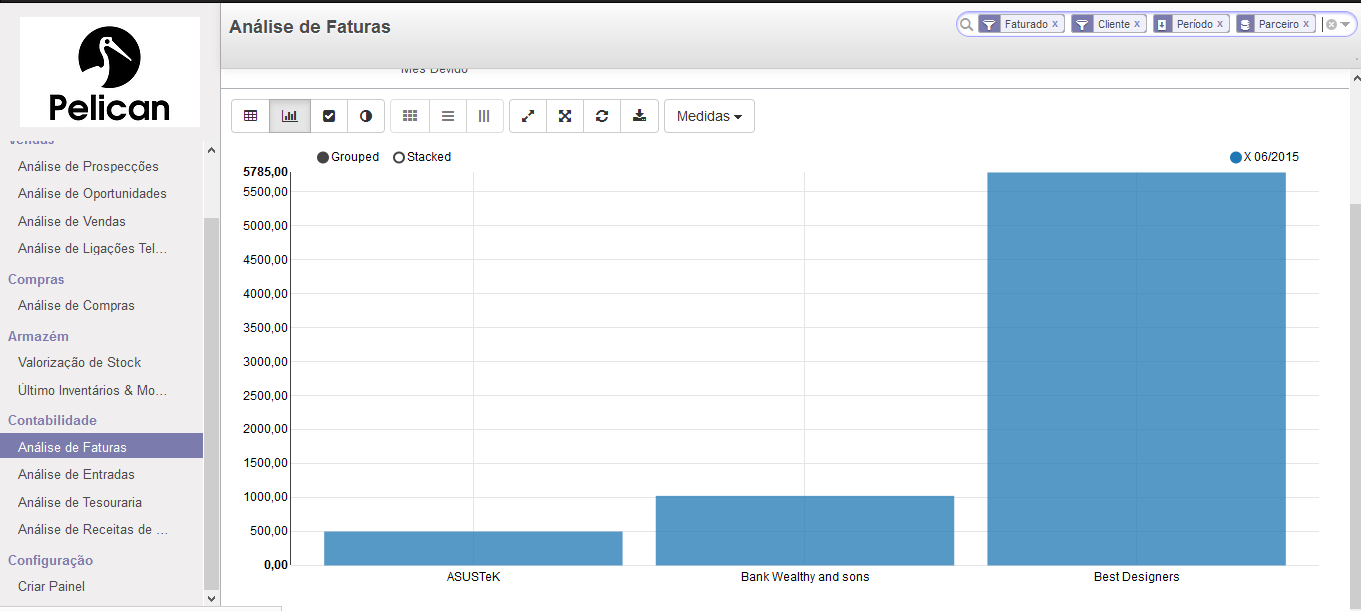 Pelican
Vendas
Análise de Prospecções
Análise de Oportunidades
Análise de Vendas
Análise de Ligações Tel...
Compras
Análise de Compras
Armazém
Valorização de Stock
Último Inventários & Mo...
Contabilidade
Análise de Faturas
Análise de Entradas
Análise de Tesouraria
Análise de Receitas de ...
Configuração
Criar Painel
Análise de Faturas
Faturado x Cliente x Período x Parceiro x
Mês Devido
Medidas
Grouped Stacked
X 06/2015
5785,00
5500,00
5000,00
4500,00
4000,00
3500,00
3000,00
2500,00
2000,00
1500,00
1000,00
500,00
0,00
ASUSTeK Bank Wealthy and sons Best Designers